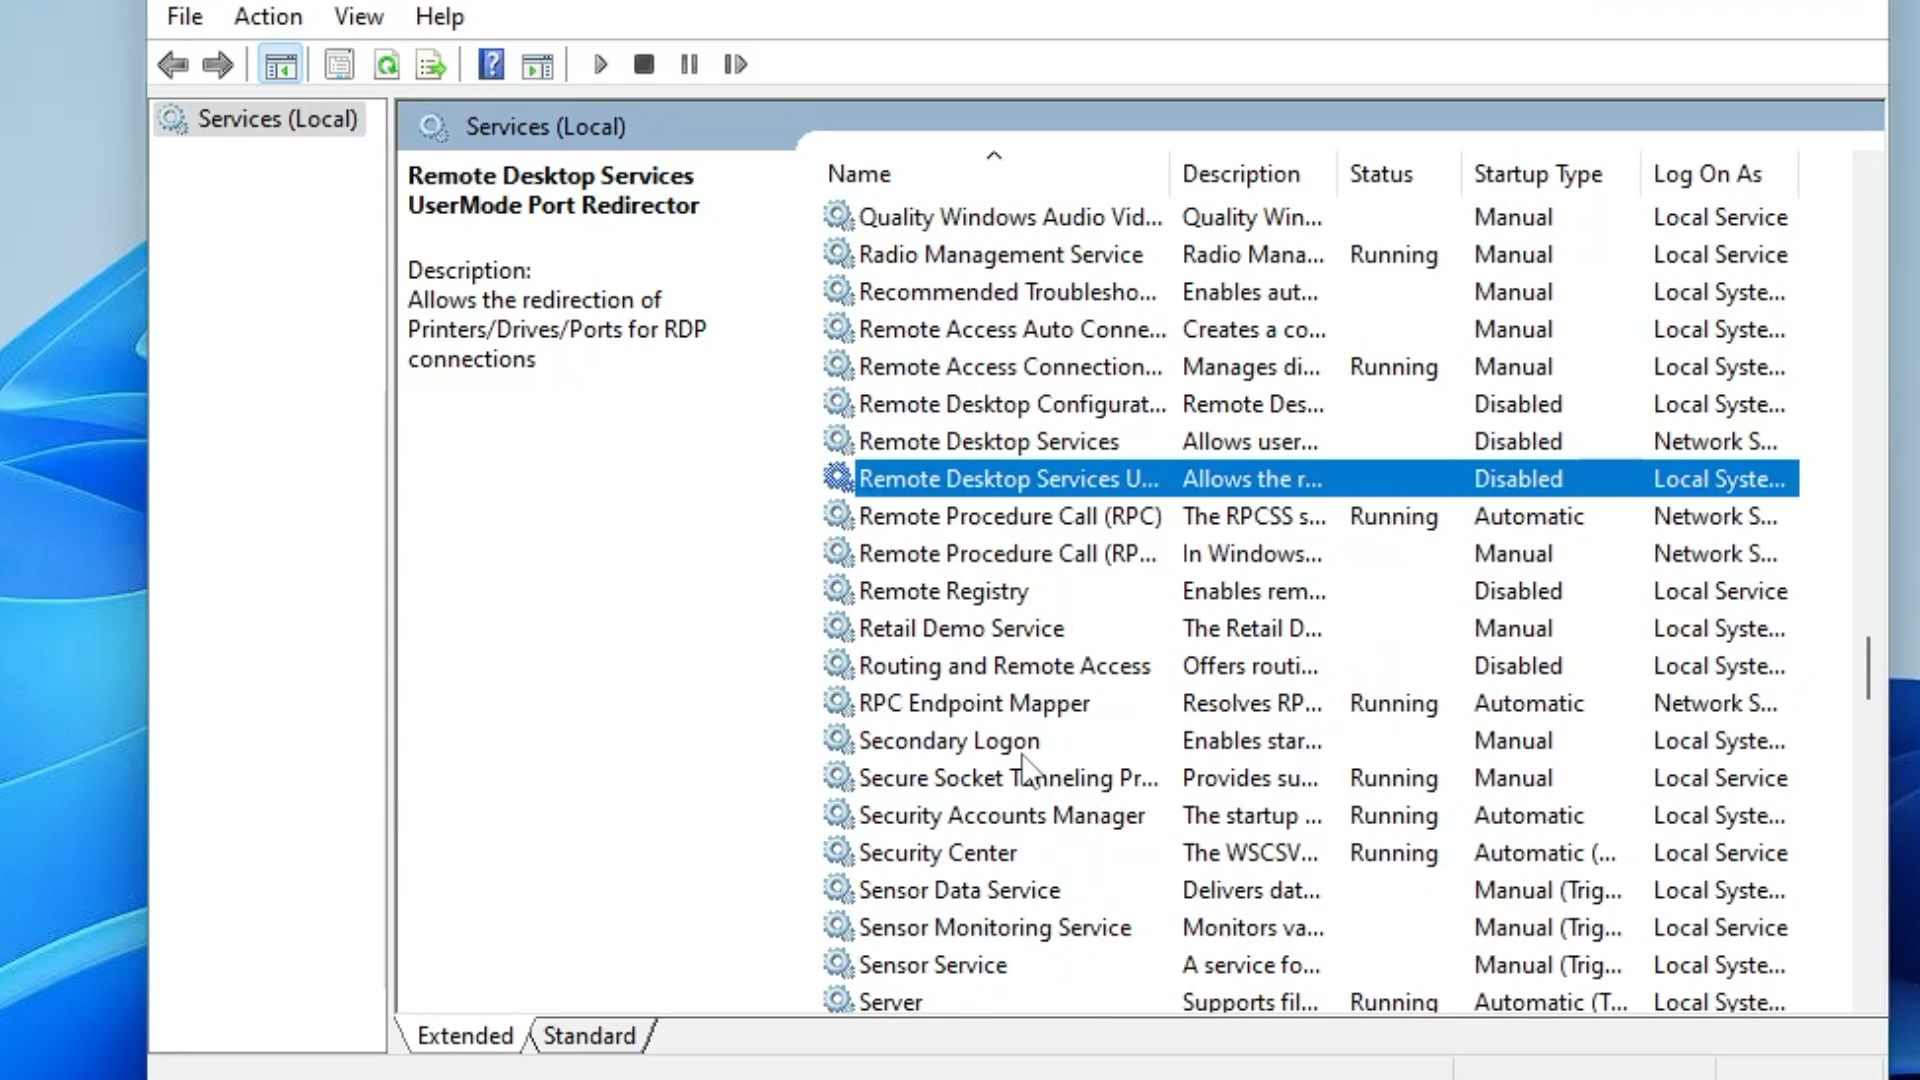 File Action View Help
Services (Local)
Services (Local)
Remote Desktop Services
UserMode Port Redirector
Description:
Allows the redirection of
Printers/Drives/Ports for RDP
connections
Name Description Status Startup Type Log On As
Quality Windows Audio Vid... Quality Win... Manual Local Service
Radio Management Service Radio Mana... Running Manual Local Service
Recommended Troublesho... Enables aut... Manual Local Syste...
Remote Access Auto Conne... Creates a co... Manual Local Syste...
Remote Access Connection... Manages di... Running Manual Local Syste...
Remote Desktop Configurat... Remote Des... Disabled Local Syste...
Remote Desktop Services Allows user... Disabled Network S...
Remote Desktop Services U... Allows the r... Disabled Local Syste...
Remote Procedure Call (RPC) The RPCSS s... Running Automatic Network S...
Remote Procedure Call (RP... In Windows... Manual Network S...
Remote Registry Enables rem... Disabled Local Service
Retail Demo Service The Retail D... Manual Local Syste...
Routing and Remote Access Offers routi... Disabled Local Syste...
RPC Endpoint Mapper Resolves RP... Running Automatic Network S...
Secondary Logon Enables star... Manual Local Syste...
Secure Socket Tunneling Pr... Provides su... Running Manual Local Service
Security Accounts Manager The startup ... Running Automatic Local Syste...
Security Center The WSCSV... Running Automatic (... Local Service
Sensor Data Service Delivers dat... Manual (Trig... Local Syste...
Sensor Monitoring Service Monitors va... Manual (Trig... Local Service
Sensor Service A service fo... Manual (Trig... Local Syste...
Server Supports fil... Running Automatic (T... Local Syste...
Extended Standard